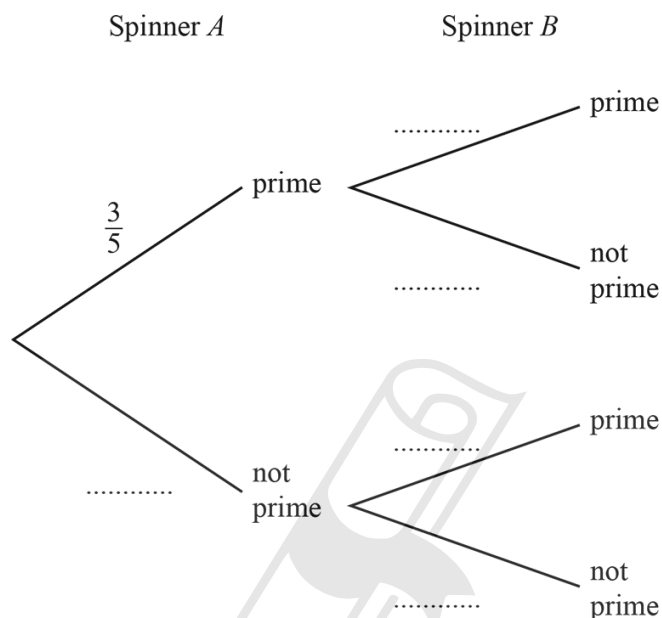 Spinner A
Spinner B
prime
............
prime
3/5
not
prime
............
prime
............
not
prime
............
not
prime
............